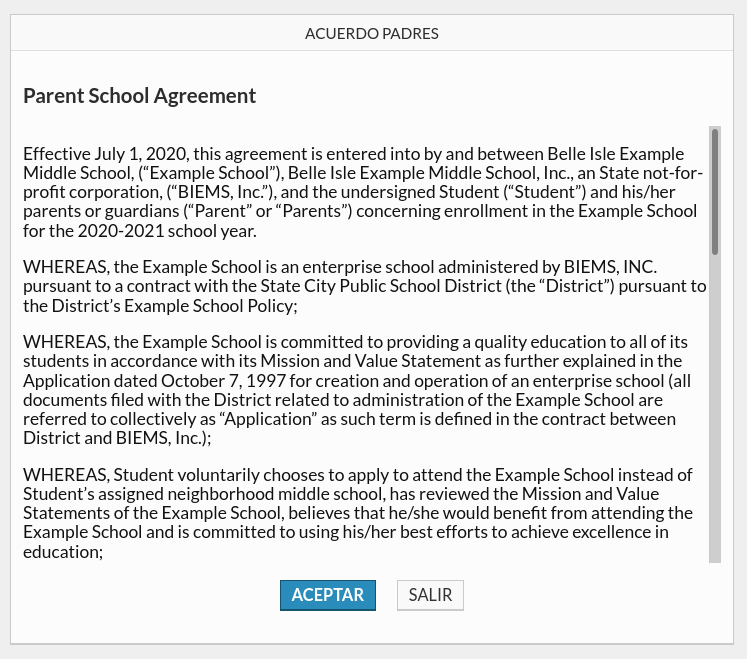 ACUERDO PADRES
Parent School Agreement
Effective July 1, 2020, this agreement is entered into by and between Belle Isle Example
Middle School, (“Example School”), Belle Isle Example Middle School, Inc., an State not-for-
profit corporation, (“BIEMS, Inc.”), and the undersigned Student (“Student”) and his/her
parents or guardians (“Parent” or “Parents”) concerning enrollment in the Example School
for the 2020-2021 school year.
WHEREAS, the Example School is an enterprise school administered by BIEMS, INC.
pursuant to a contract with the State City Public School District (the “District”) pursuant to
the District’s Example School Policy;
WHEREAS, the Example School is committed to providing a quality education to all of its
students in accordance with its Mission and Value Statement as further explained in the
Application dated October 7, 1997 for creation and operation of an enterprise school (all
documents filed with the District related to administration of the Example School are
referred to collectively as “Application” as such term is defined in the contract between
District and BIEMS, Inc.);
WHEREAS, Student voluntarily chooses to apply to attend the Example School instead of
Student’s assigned neighborhood middle school, has reviewed the Mission and Value
Statements of the Example School, believes that he/she would benefit from attending the
Example School and is committed to using his/her best efforts to achieve excellence in
education;
ACEPTAR
SALIR